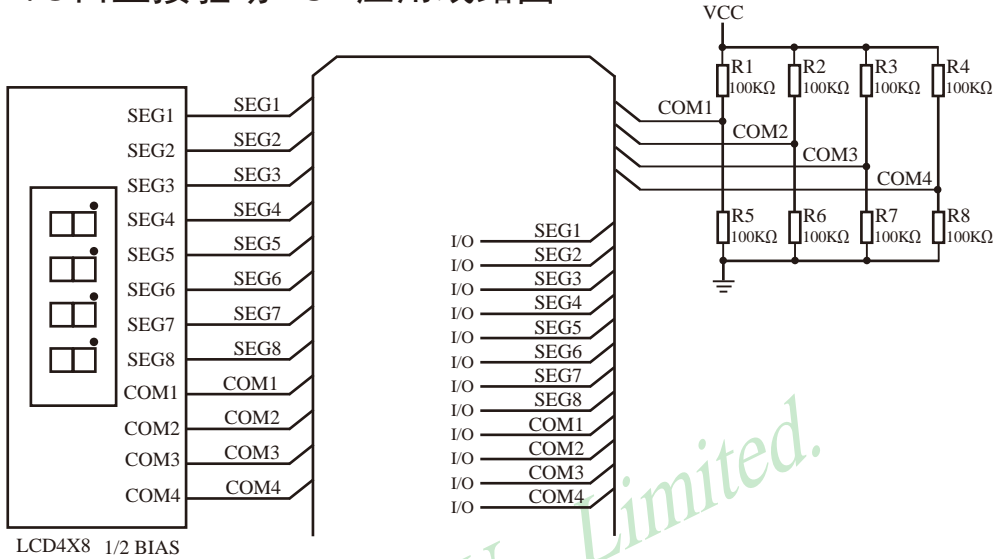 VCC
R1 R2 R3 R4
100KΩ 100KΩ 100KΩ 100KΩ
COM1
COM2
COM3
COM4
R5 R6 R7 R8
100KΩ 100KΩ 100KΩ 100KΩ
SEG1 SEG1
SEG2 SEG2
SEG3 SEG3
SEG4 SEG4
SEG5 SEG5
SEG6 SEG6
SEG7 SEG7
SEG8 SEG8
COM1 COM1
COM2 COM2
COM3 COM3
COM4 COM4
I/O SEG1
I/O SEG2
I/O SEG3
I/O SEG4
I/O SEG5
I/O SEG6
I/O SEG7
I/O SEG8
I/O COM1
I/O COM2
I/O COM3
I/O COM4
LCD4X8 1/2 BIAS
Limited.